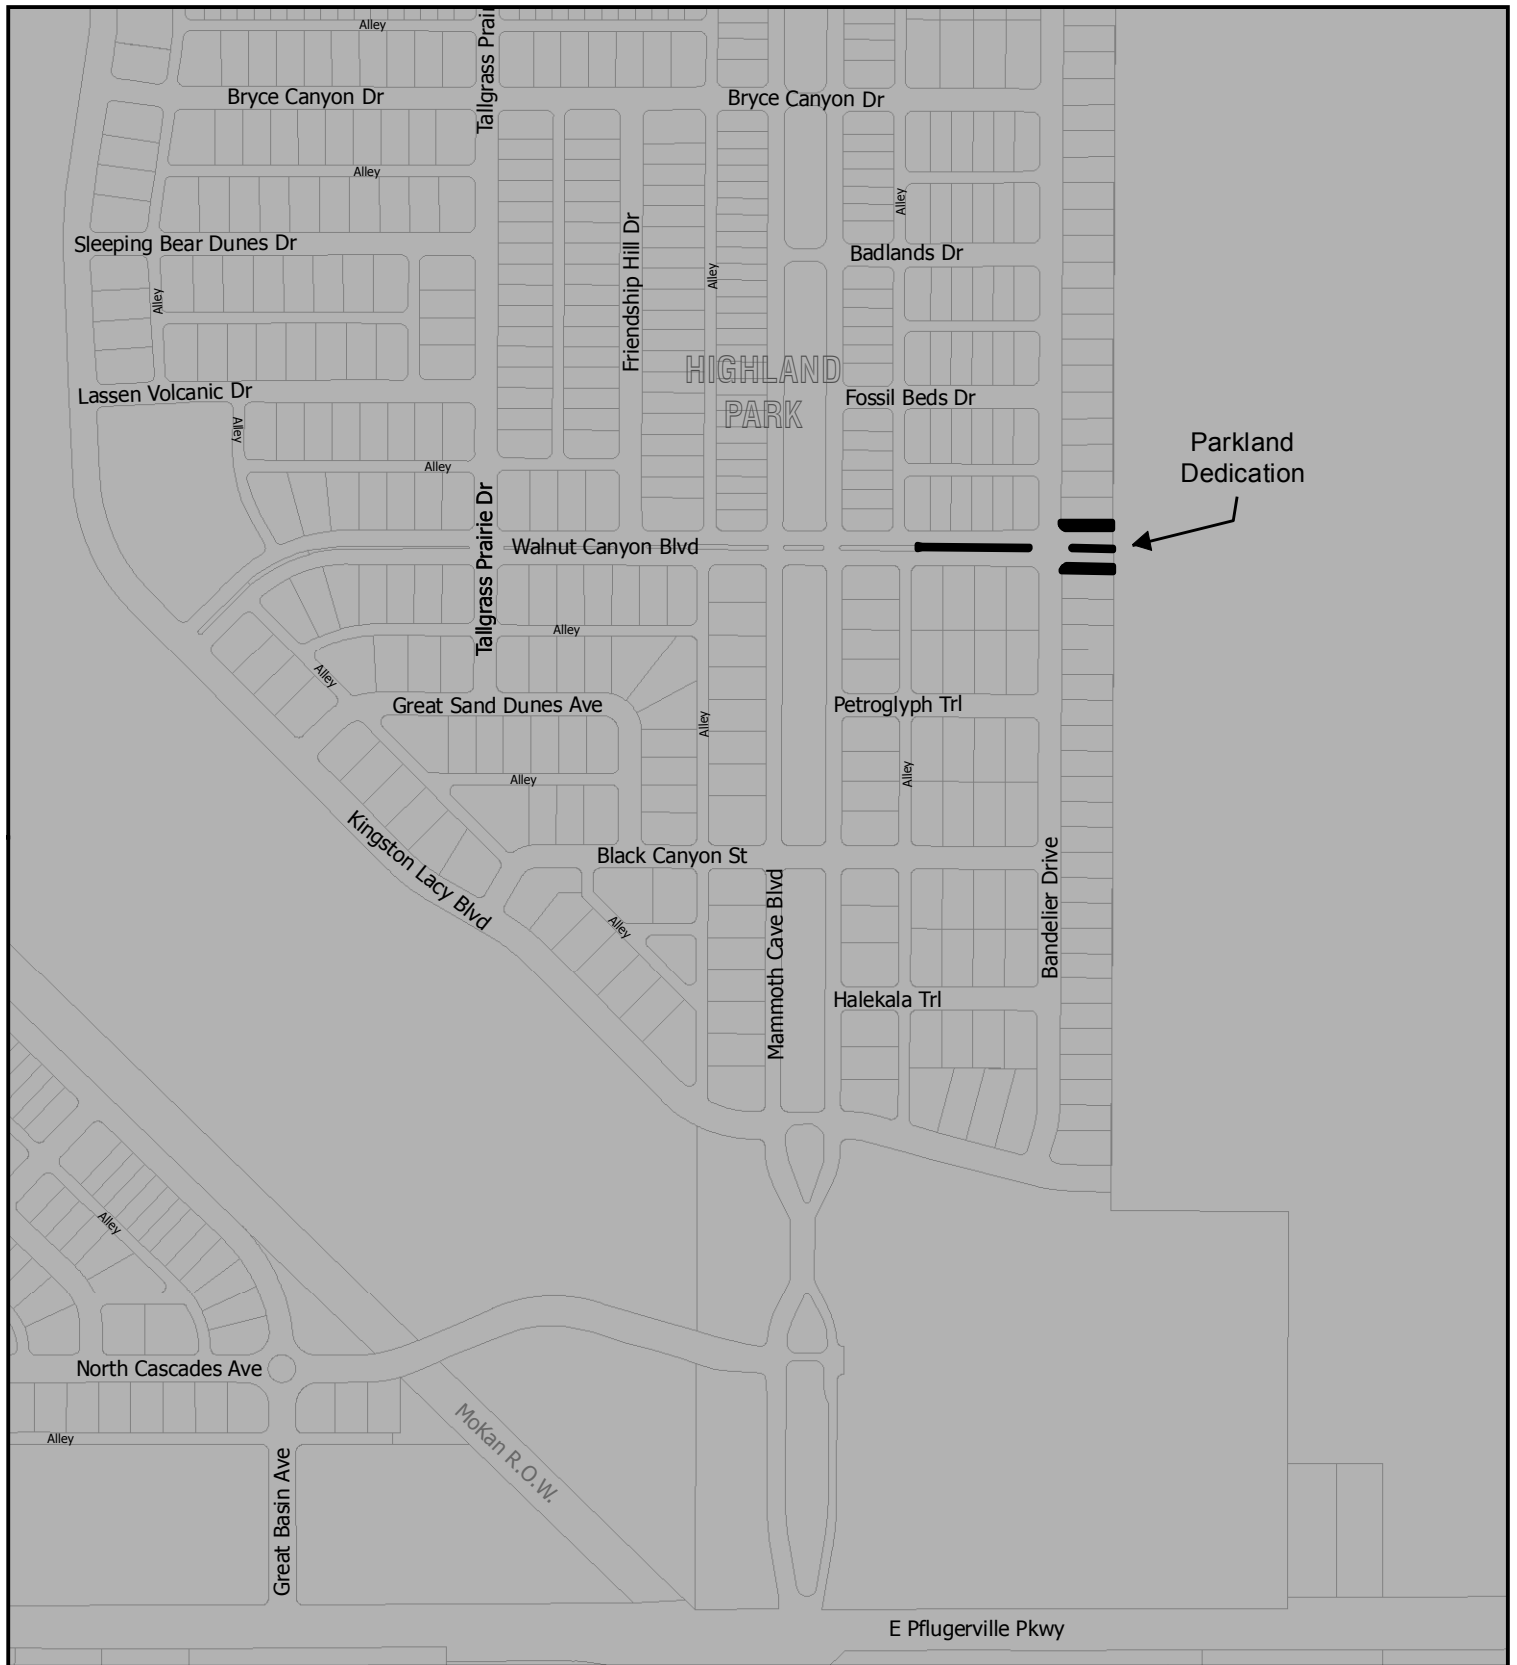 Alley
Tallgrass Prai
Bryce Canyon Dr
Bryce Canyon Dr
Alley
Alley
Sleeping Bear Dunes Dr
Friendship Hill Dr
Badlands Dr
Alley
Alley
HIGHLAND
PARK
Lassen Volcanic Dr
Fossil Beds Dr
Alley
Alley
Parkland
Dedication
Tallgrass Prairie Dr
Walnut Canyon Blvd
Alley
Alley
Great Sand Dunes Ave
Petroglyph Trl
Alley
Alley
Alley
Kingston Lacy Blvd
Black Canyon St
Bandelier Drive
Mammoth Cave Blvd
Alley
Halekala Trl
Alley
North Cascades Ave
Alley
MoKan R.O.W.
Great Basin Ave
E Pflugerville Pkwy